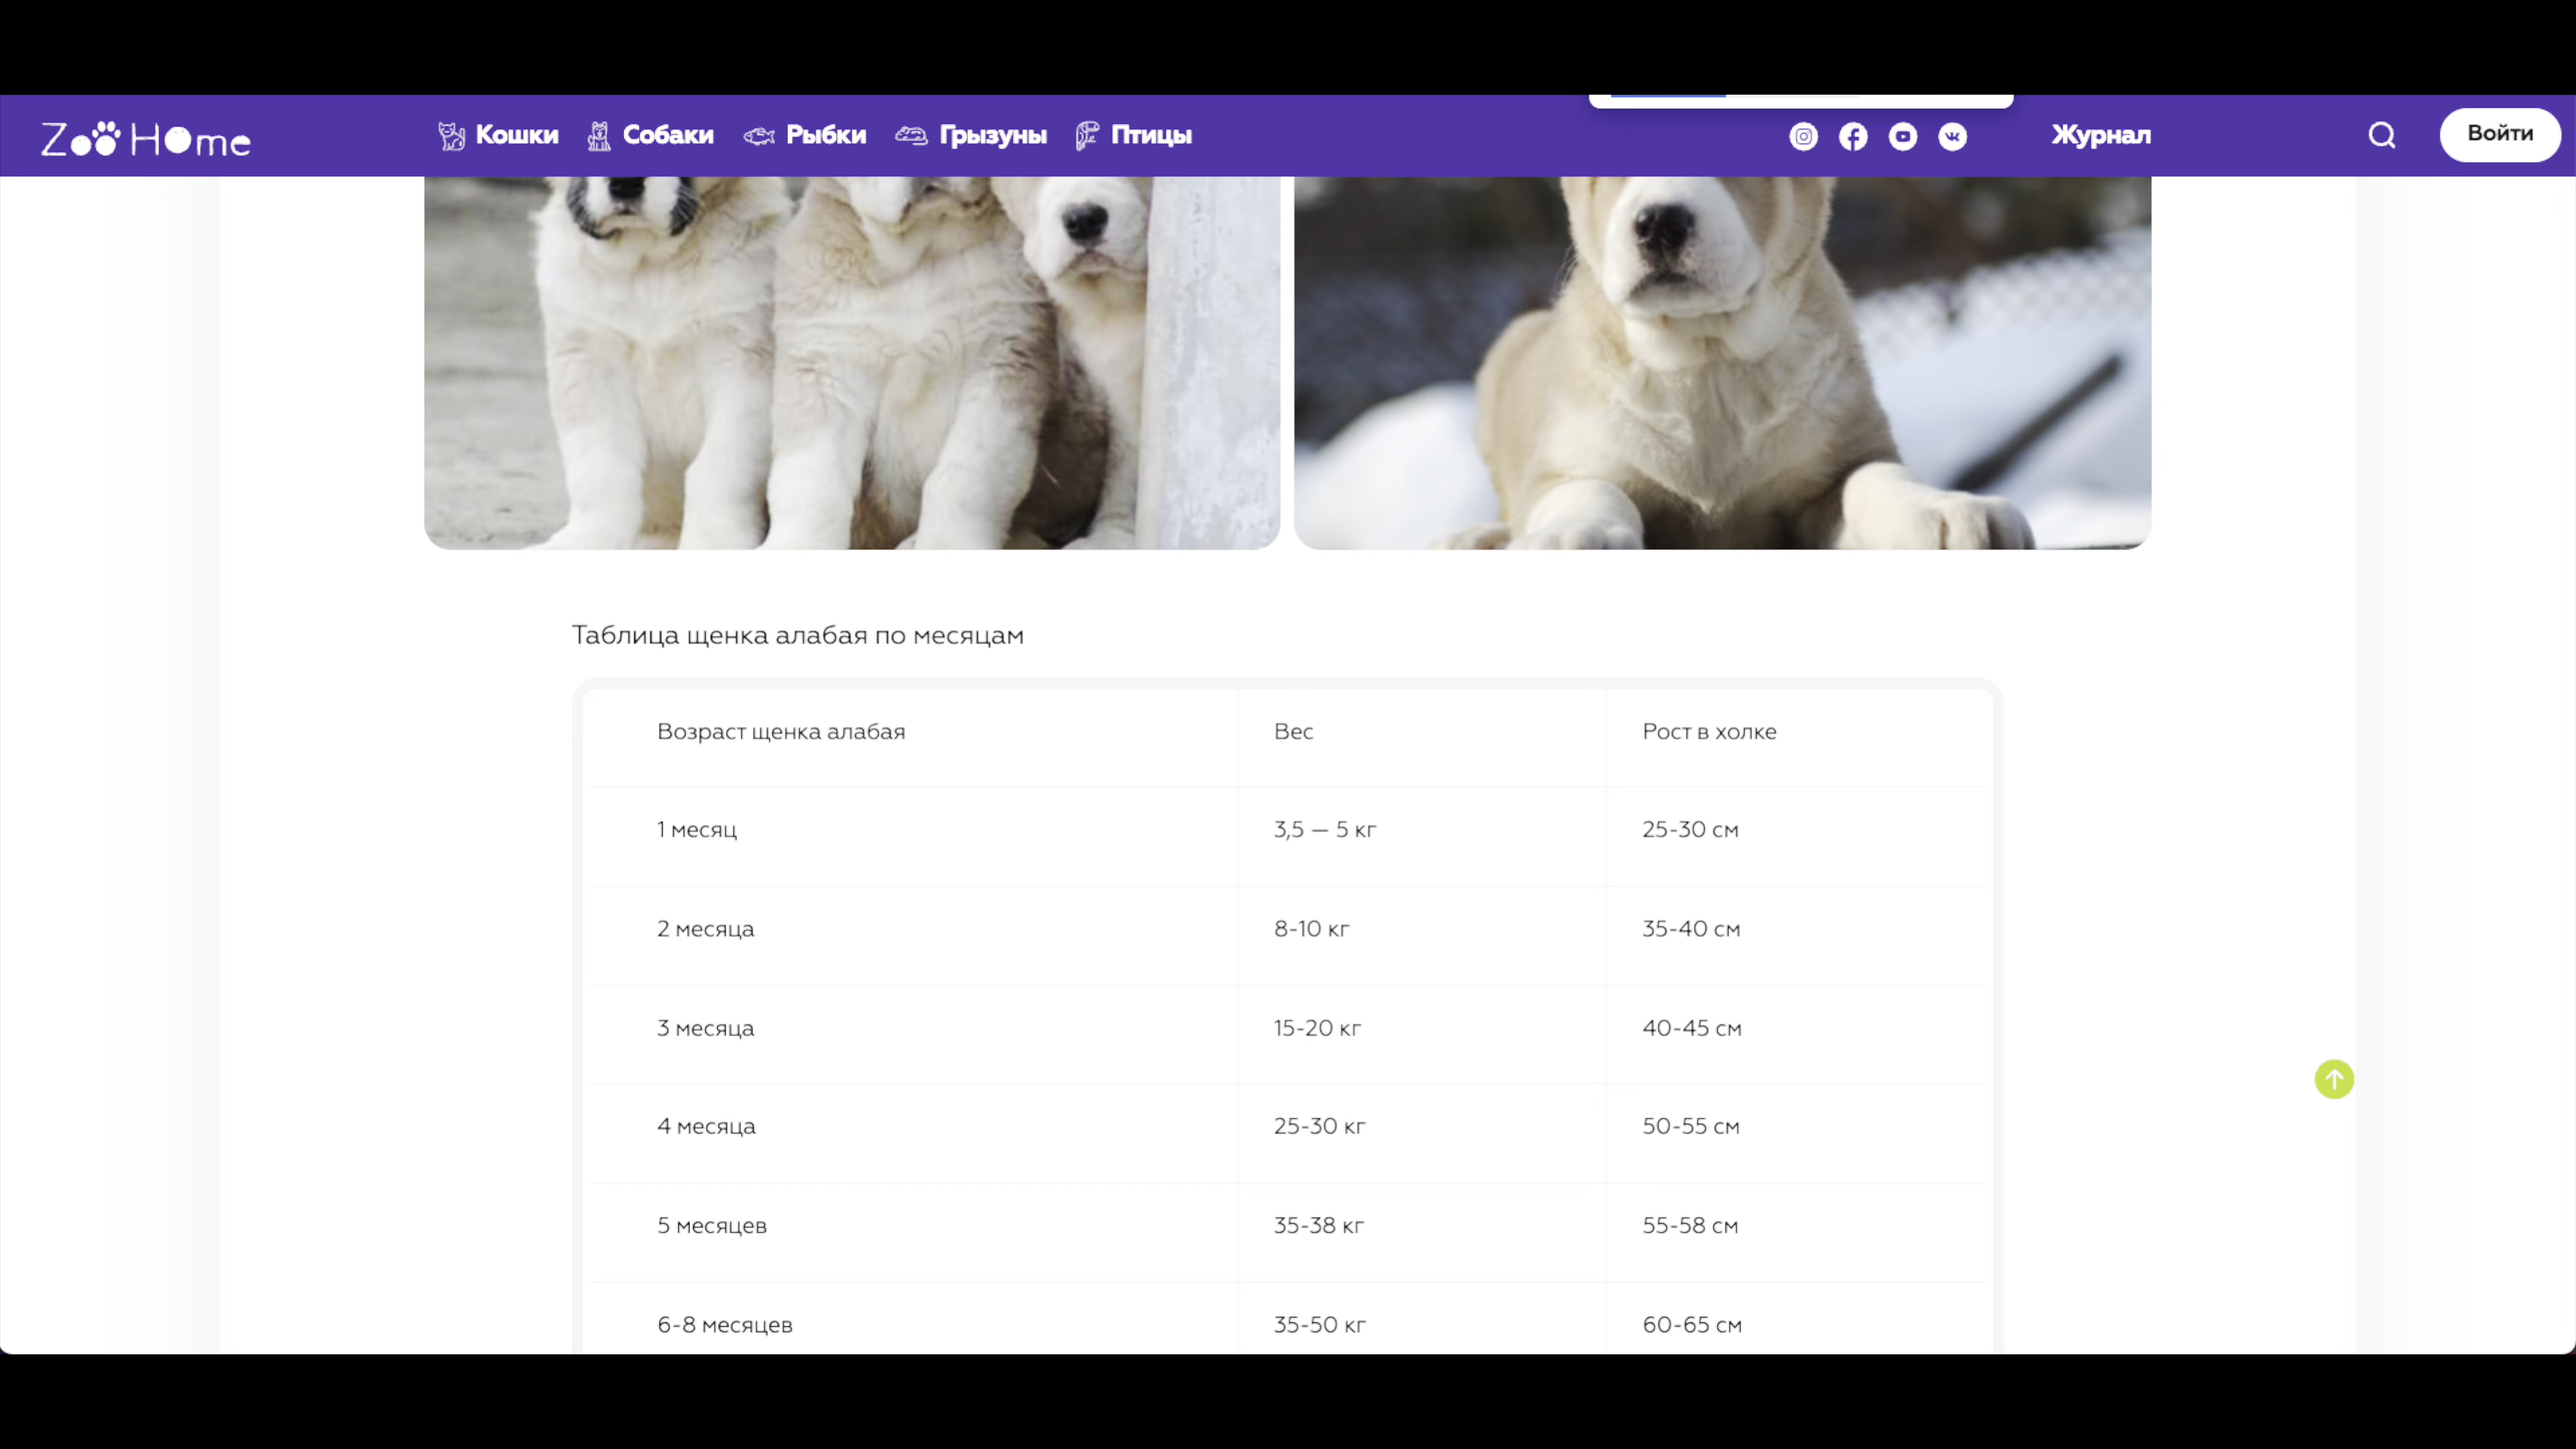 ZooHome
Кошки
Собаки
Рыбки
Грызуны
Птицы
Журнал
Войти
Таблица щенка алабая по месяцам
Возраст щенка алабая Вес Рост в холке
1 месяц 3,5 — 5 кг 25-30 см
2 месяца 8-10 кг 35-40 см
3 месяца 15-20 кг 40-45 см
4 месяца 25-30 кг 50-55 см
5 месяцев 35-38 кг 55-58 см
6-8 месяцев 35-50 кг 60-65 см